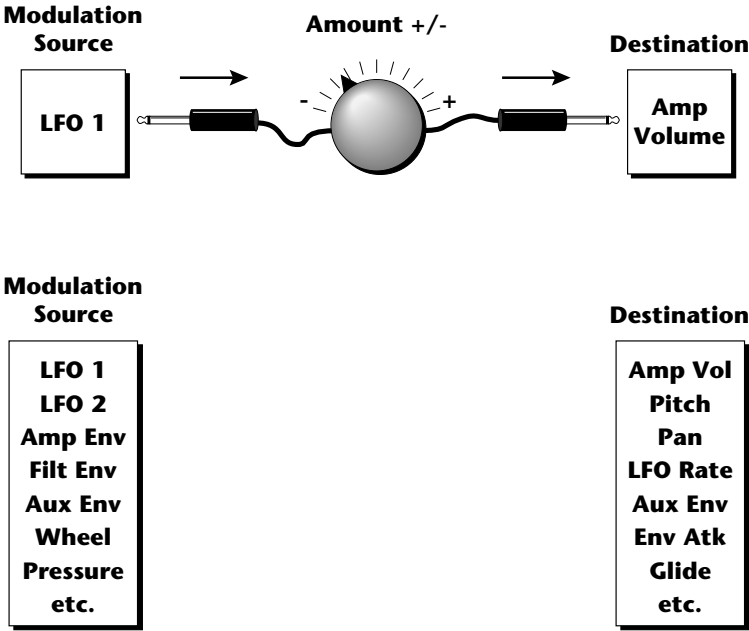 Modulation
Source
Amount +/-
Destination
LFO 1
-
+
Amp
Volume
Modulation
Source
Destination
LFO 1
LFO 2
Amp Env
Filt Env
Aux Env
Wheel
Pressure
etc.
Amp Vol
Pitch
Pan
LFO Rate
Aux Env
Env Atk
Glide
etc.